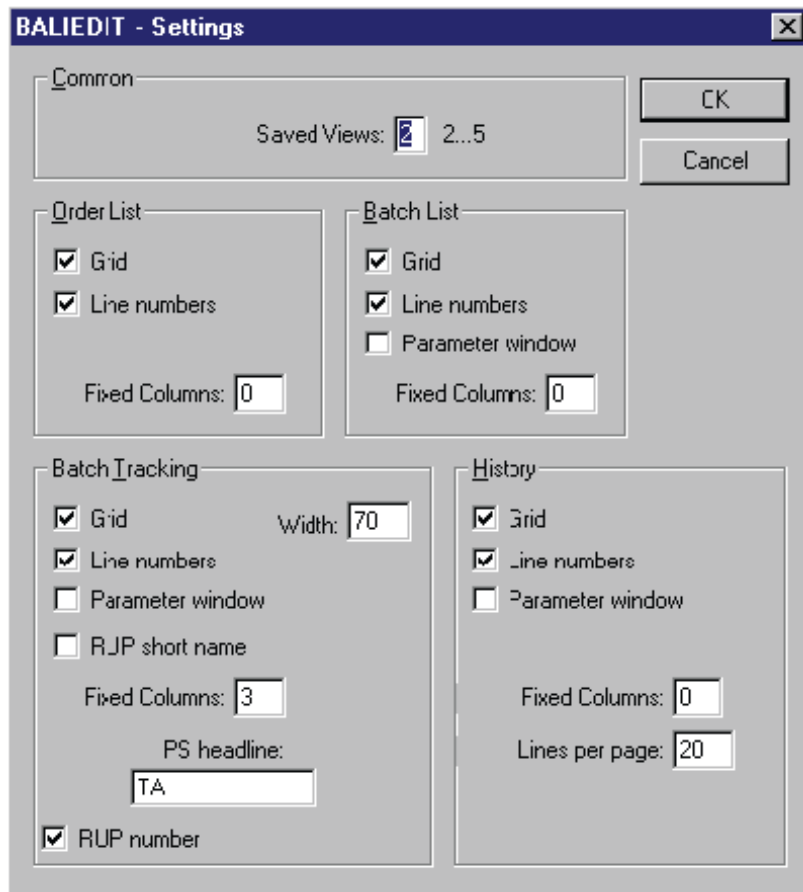 BALIEDIT - Settings
Common
Saved Views: 2 2...5
OK
Cancel
Order List
Grid
Line numbers
Fixed Columns: 0
Batch List
Grid
Line numbers
Parameter window
Fixed Columns: 0
Batch Tracking
Grid
Width: 70
Line numbers
Parameter window
RUP short name
Fixed Columns: 3
PS headline:
TA
RUP number
History
Grid
Line numbers
Parameter window
Fixed Columns: 0
Lines per page: 20